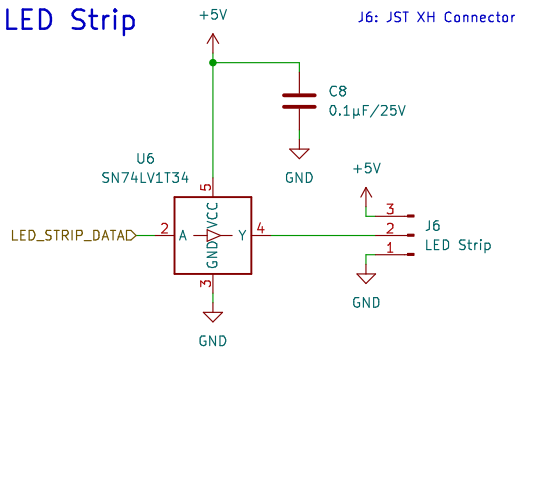 LED Strip
+5V
J6: JST XH Connector
C8
0.1µF/25V
GND
U6
SN74LV1T34
+5V
5
VCC
LED_STRIP_DATA
2
A
Y
4
GND
3
GND
3
2
1
J6
LED Strip
GND